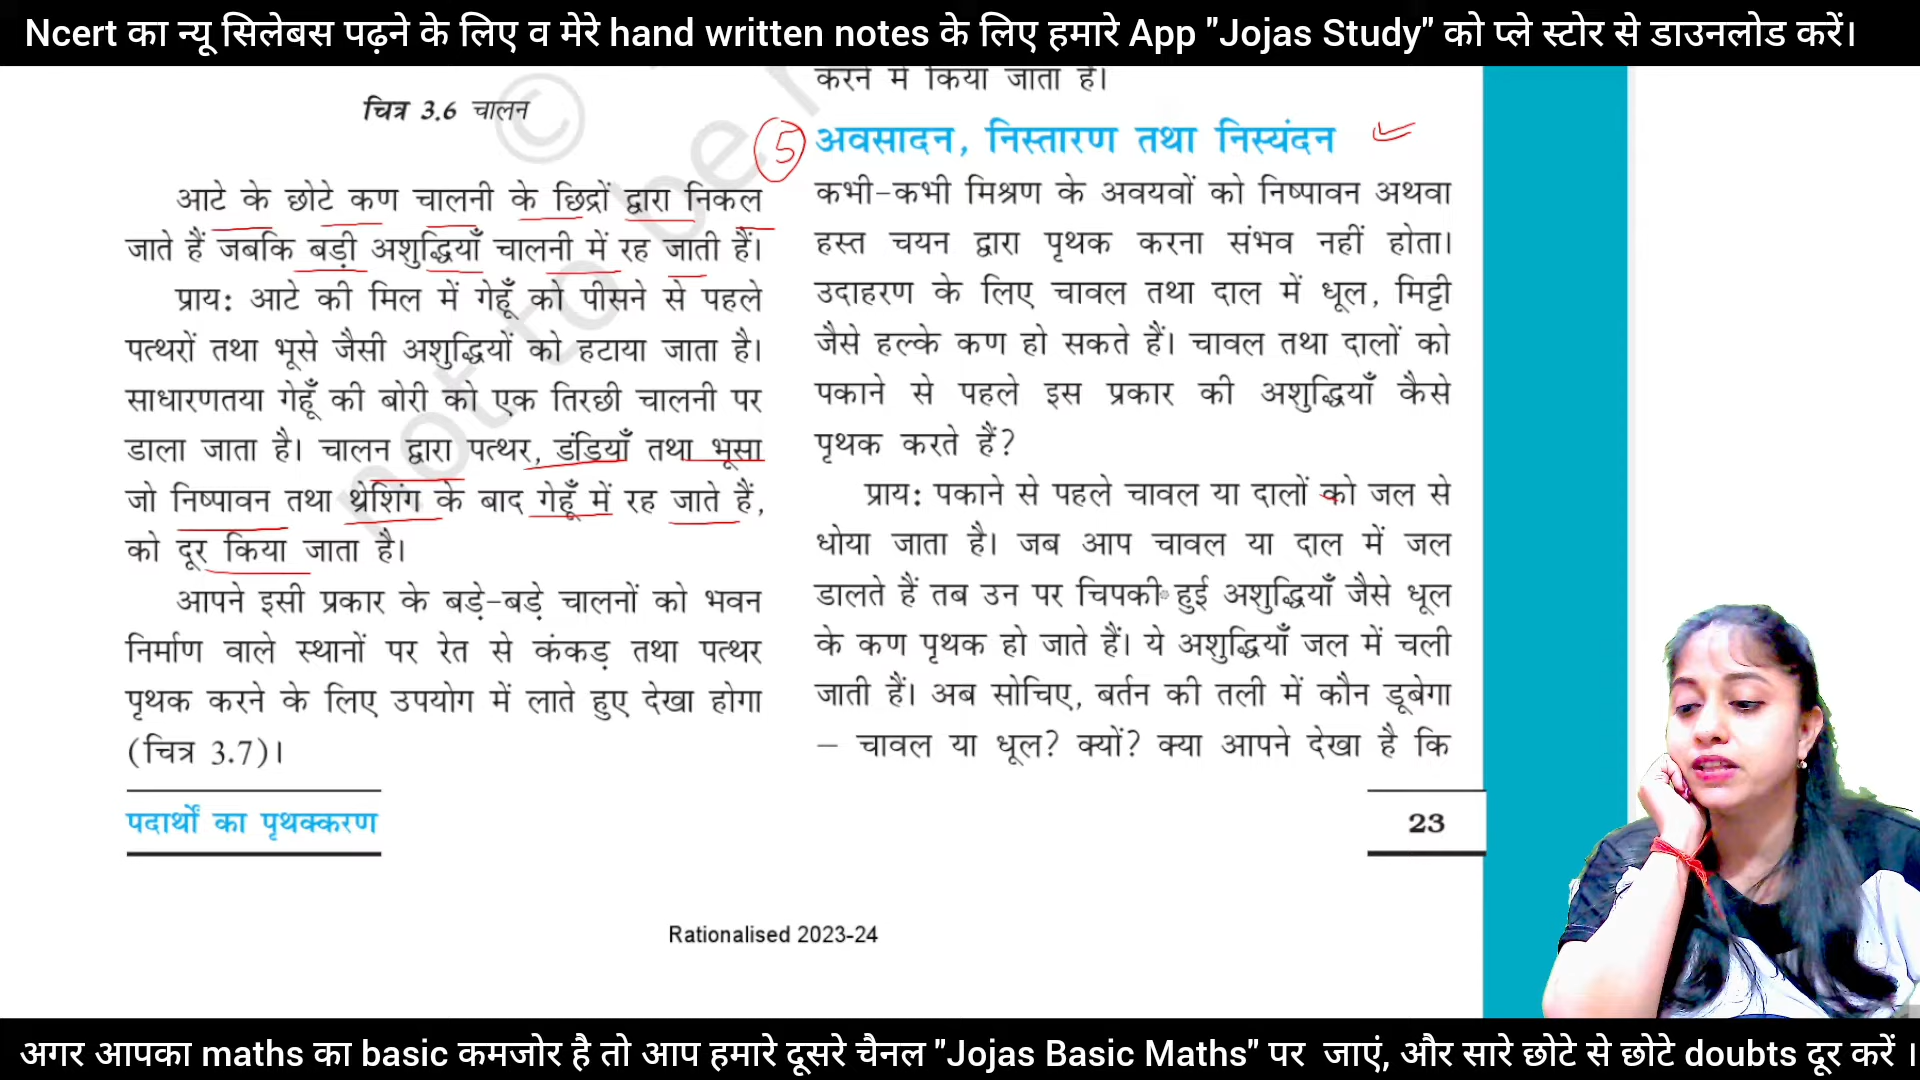 Ncert का न्यू सिलेबस पढ़ने के लिए व मेरे hand written notes के लिए हमारे App "Jojas Study" को प्ले स्टोर से डाउनलोड करें।
चित्र 3.6 चालन
आटे के छोटे कण चालनी के छिद्रों द्वारा निकल
जाते हैं जबकि बड़ी अशुद्धियाँ चालनी में रह जाती हैं।
प्राय: आटे की मिल में गेहूँ को पीसने से पहले
पत्थरों तथा भूसे जैसी अशुद्धियों को हटाया जाता है।
साधारणतया गेहूँ की बोरी को एक तिरछी चालनी पर
डाला जाता है। चालन द्वारा पत्थर, डंडियाँ तथा भूसा
जो निष्पावन तथा थ्रेशिंग के बाद गेहूँ में रह जाते हैं,
को दूर किया जाता है।
आपने इसी प्रकार के बड़े-बड़े चालनों को भवन
निर्माण वाले स्थानों पर रेत से कंकड़ तथा पत्थर
पृथक करने के लिए उपयोग में लाते हुए देखा होगा
(चित्र 3.7)।
पदार्थों का पृथक्करण
करने में किया जाता है।
5 अवसादन, निस्तारण तथा निस्यंदन
कभी-कभी मिश्रण के अवयवों को निष्पावन अथवा
हस्त चयन द्वारा पृथक करना संभव नहीं होता।
उदाहरण के लिए चावल तथा दाल में धूल, मिट्टी
जैसे हल्के कण हो सकते हैं। चावल तथा दालों को
पकाने से पहले इस प्रकार की अशुद्धियाँ कैसे
पृथक करते हैं?
प्राय: पकाने से पहले चावल या दालों को जल से
धोया जाता है। जब आप चावल या दाल में जल
डालते हैं तब उन पर चिपकी हुई अशुद्धियाँ जैसे धूल
के कण पृथक हो जाते हैं। ये अशुद्धियाँ जल में चली
जाती हैं। अब सोचिए, बर्तन की तली में कौन डूबेगा
– चावल या धूल? क्यों? क्या आपने देखा है कि
23
© not to be r
Rationalised 2023-24
अगर आपका maths का basic कमजोर है तो आप हमारे दूसरे चैनल "Jojas Basic Maths" पर जाएं, और सारे छोटे से छोटे doubts दूर करें ।